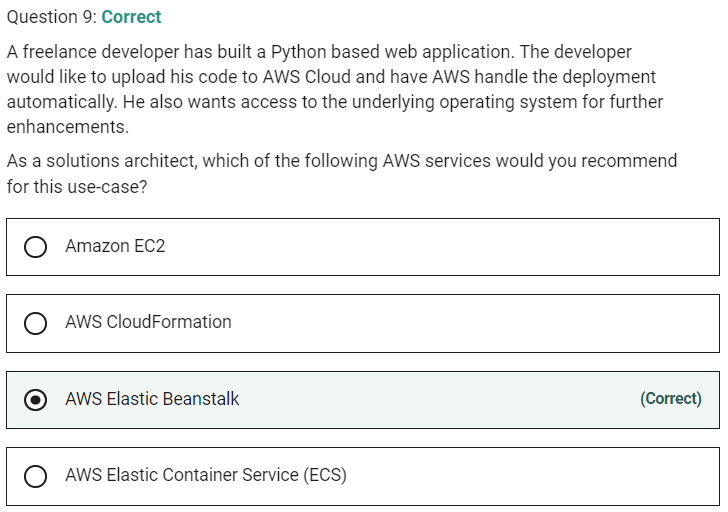 Question 9: Correct
A freelance developer has built a Python based web application. The developer
would like to upload his code to AWS Cloud and have AWS handle the deployment
automatically. He also wants access to the underlying operating system for further
enhancements.
As a solutions architect, which of the following AWS services would you recommend
for this use-case?
Amazon EC2
AWS CloudFormation
AWS Elastic Beanstalk (Correct)
AWS Elastic Container Service (ECS)